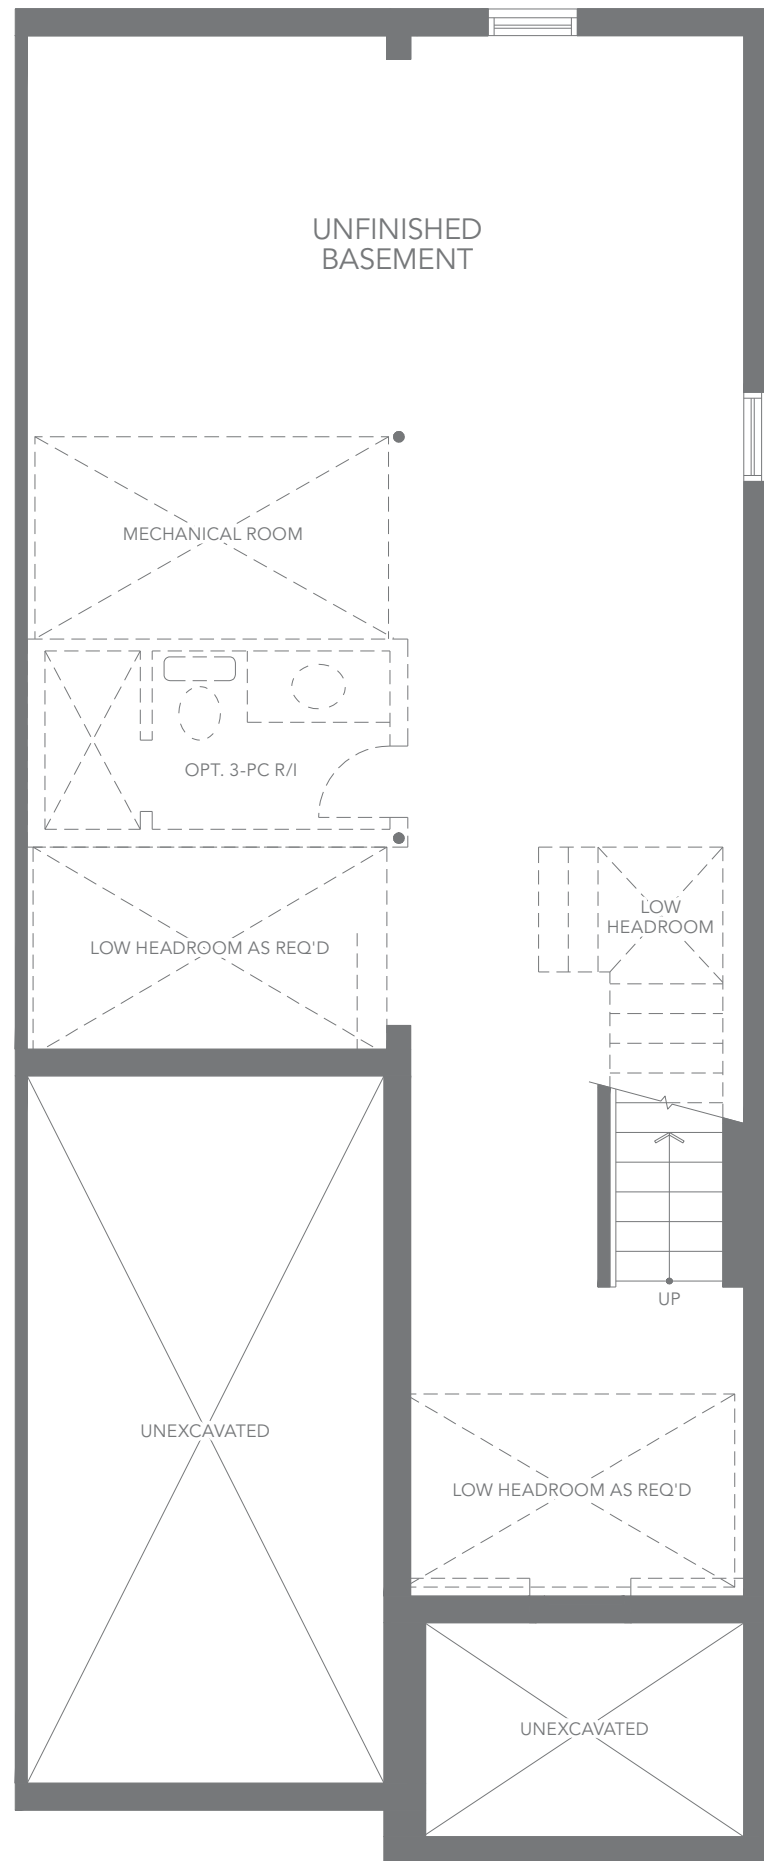 UNFINISHED
BASEMENT
MECHANICAL ROOM
OPT. 3-PC R/I
LOW
HEADROOM
LOW HEADROOM AS REQ'D
UP
UNEXCAVATED
LOW HEADROOM AS REQ'D
UNEXCAVATED